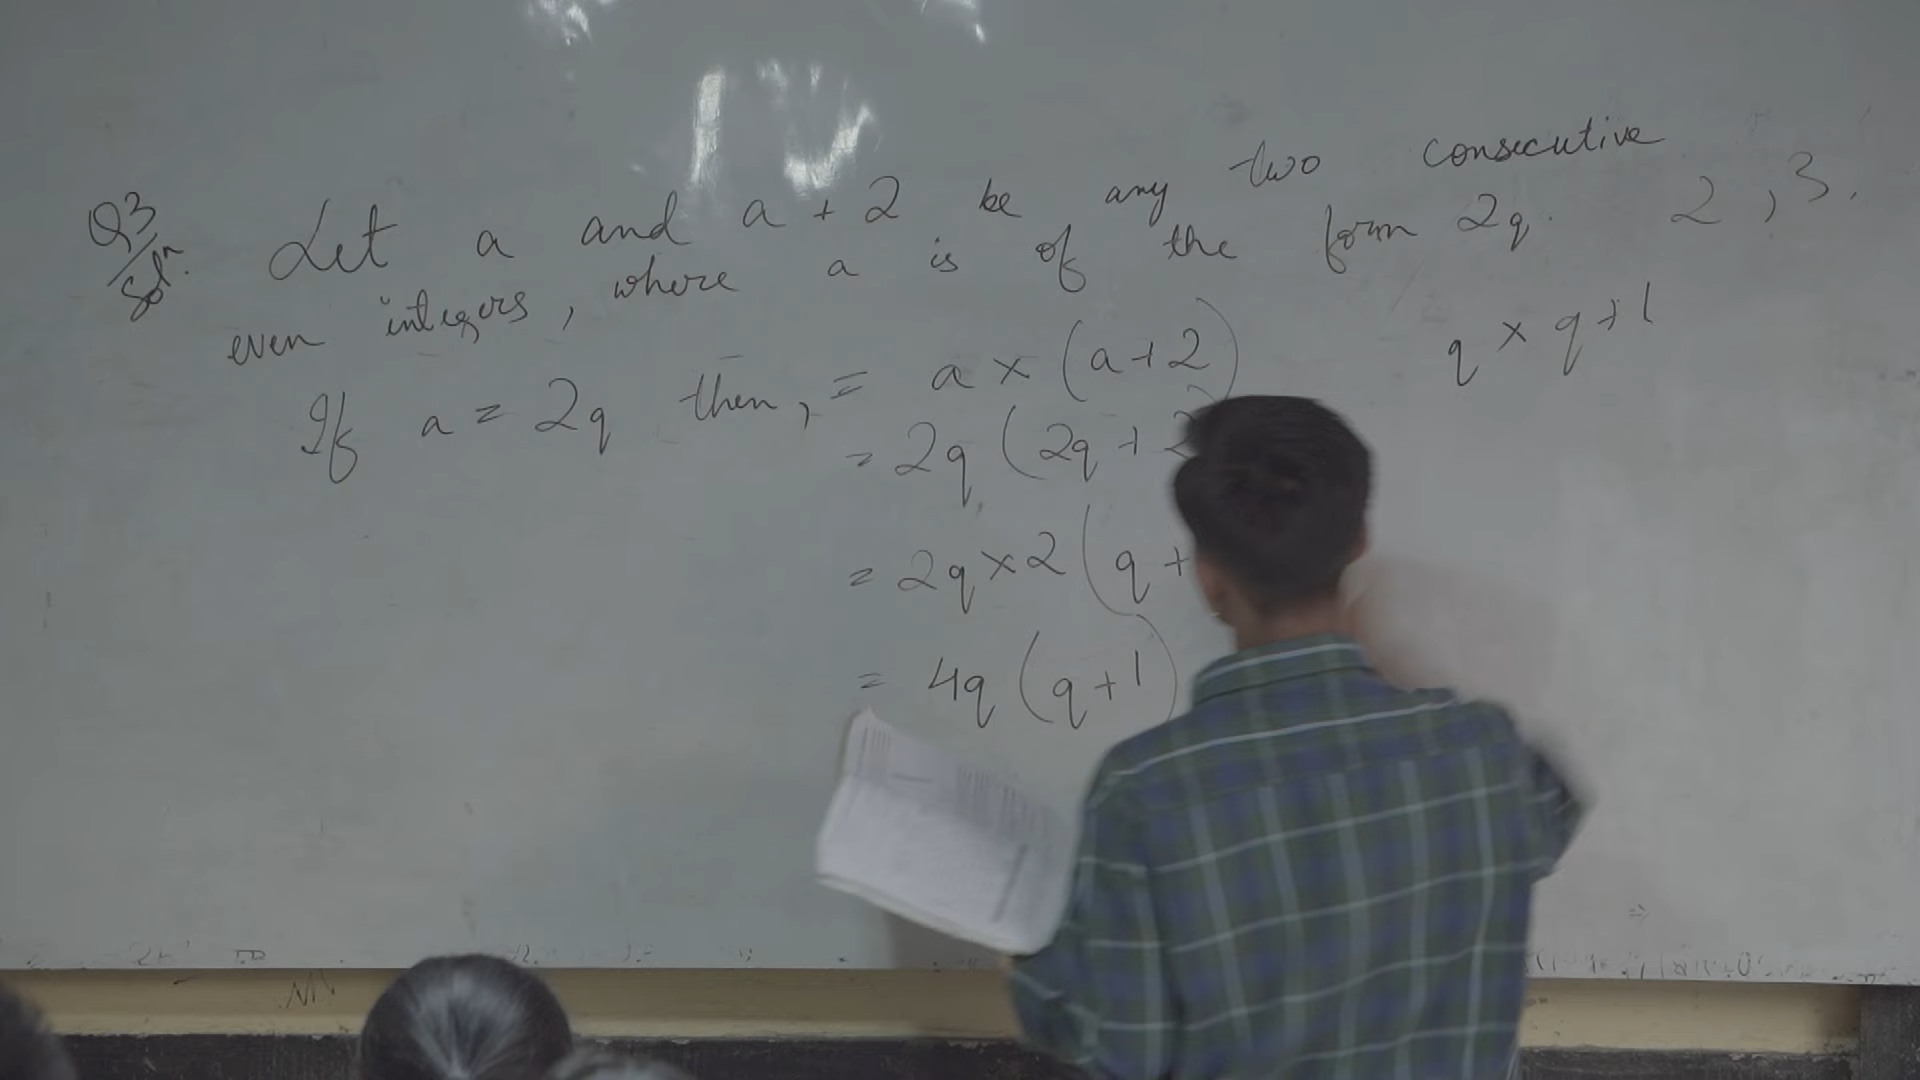 Q3 Let a and a + 2 be any two consecutive
Solⁿ. even integers, where a is of the form 2q. 2, 3.
If a = 2q then, = a × (a+2) q × q+1
= 2q (2q + 2
= 2q × 2 (q +
= 4q (q+1)